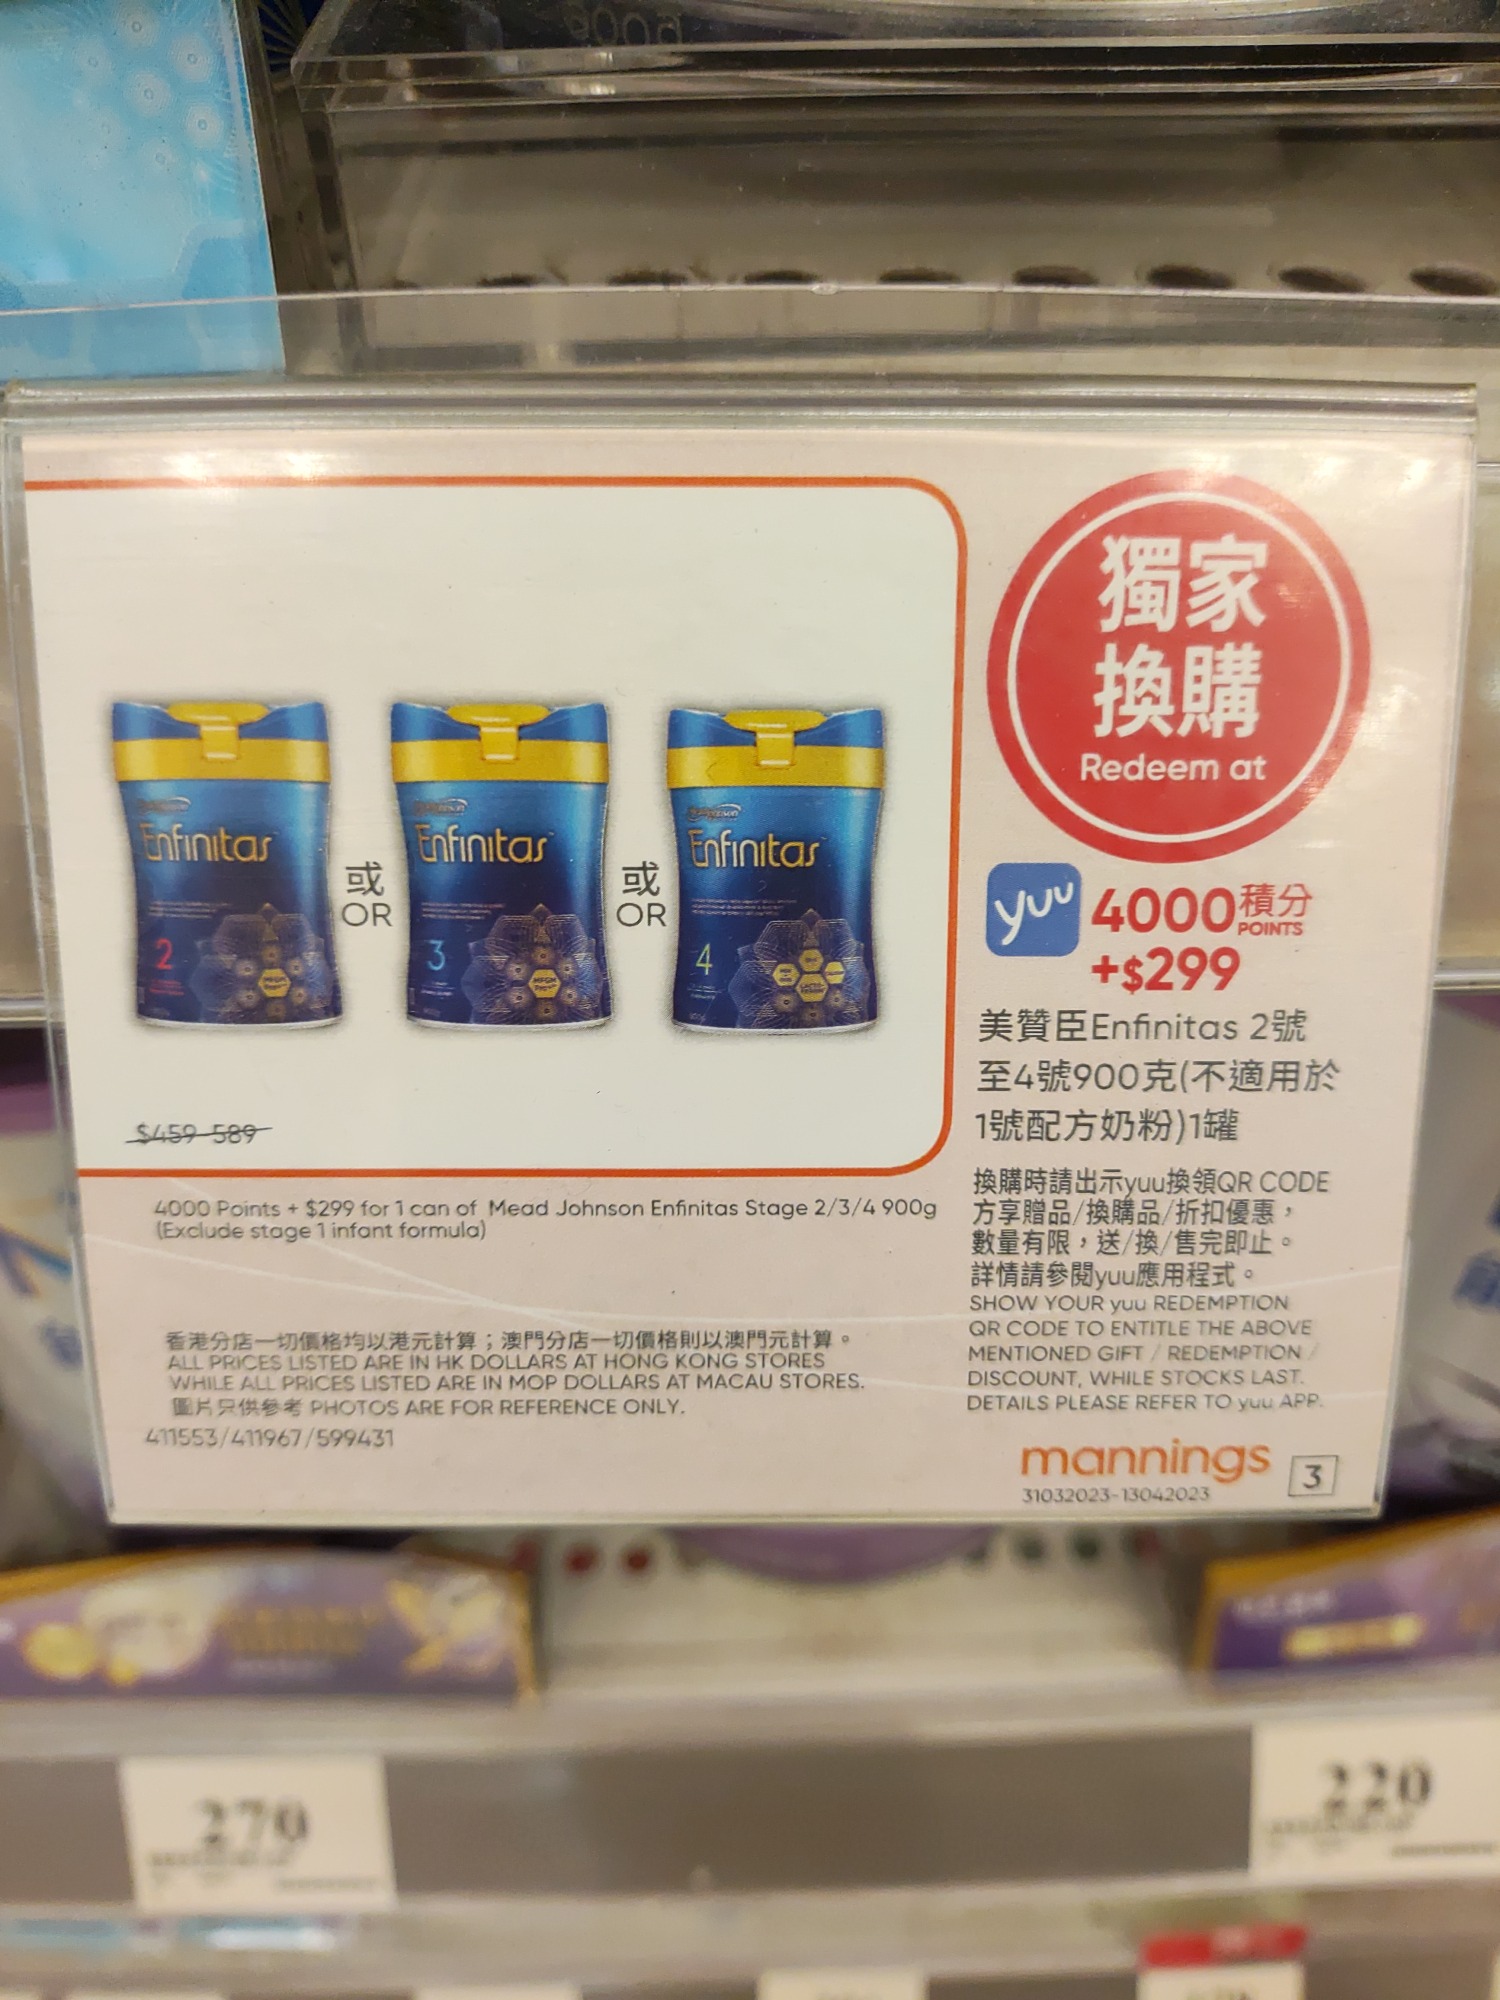 900g
獨家
換購
Redeem at
yuu 4000積分
POINTS
+$299
美贊臣Enfinitas 2號
至4號900克(不適用於
1號配方奶粉)1罐
換購時請出示yuu換領QR CODE
方享贈品/換購品/折扣優惠，
數量有限，送/換/售完即止。
詳情請參閱yuu應用程式。
SHOW YOUR yuu REDEMPTION
QR CODE TO ENTITLE THE ABOVE
MENTIONED GIFT / REDEMPTION /
DISCOUNT, WHILE STOCKS LAST.
DETAILS PLEASE REFER TO yuu APP.
mannings
31032023-13042023
3
Enfinitas
2
或
OR
Enfinitas
3
或
OR
Enfinitas
4
$459-589
4000 Points + $299 for 1 can of Mead Johnson Enfinitas Stage 2/3/4 900g
(Exclude stage 1 infant formula)
香港分店一切價格均以港元計算；澳門分店一切價格則以澳門元計算。
ALL PRICES LISTED ARE IN HK DOLLARS AT HONG KONG STORES
WHILE ALL PRICES LISTED ARE IN MOP DOLLARS AT MACAU STORES.
圖片只供參考 PHOTOS ARE FOR REFERENCE ONLY.
411553/411967/599431
270
220